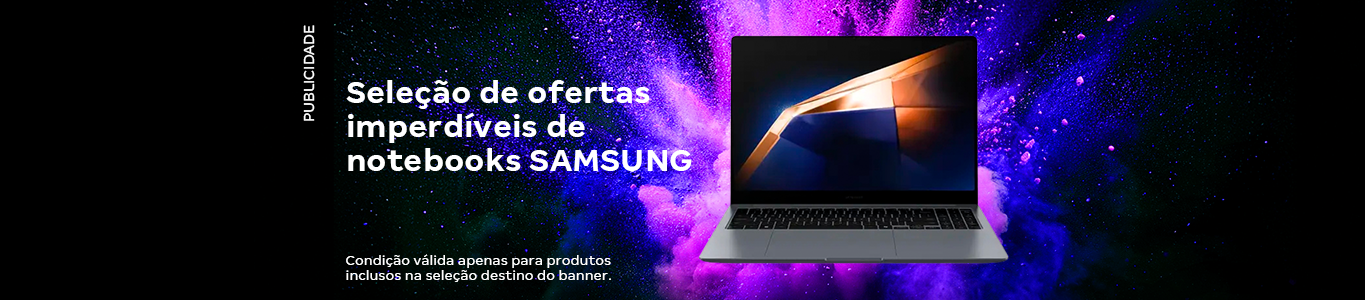 PUBLICIDADE
Seleção de ofertas
imperdíveis de
notebooks SAMSUNG
Condição válida apenas para produtos
inclusos na seleção destino do banner.